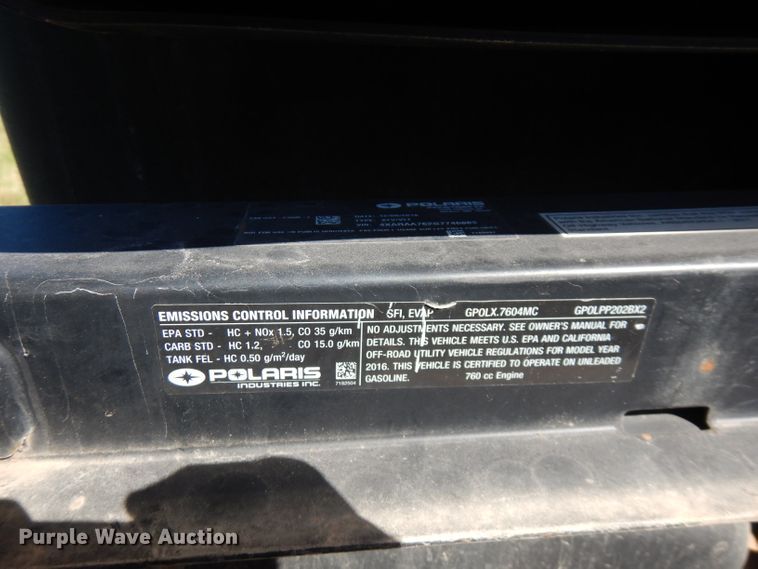 POLARIS
EMISSIONS CONTROL INFORMATION SFI, EVAP GPOLX.7604MC GPOLPP202BX2
EPA STD - HC + NOx 1.5, CO 35 g/km
CARB STD - HC 1.2, CO 15.0 g/km
TANK FEL - HC 0.50 g/m²/day
POLARIS
INDUSTRIES INC.
7182504
NO ADJUSTMENTS NECESSARY. SEE OWNER'S MANUAL FOR
DETAILS. THIS VEHICLE MEETS U.S. EPA AND CALIFORNIA
OFF-ROAD UTILITY VEHICLE REGULATIONS FOR MODEL YEAR
2016. THIS VEHICLE IS CERTIFIED TO OPERATE ON UNLEADED
GASOLINE. 760 cc Engine
Purple Wave Auction